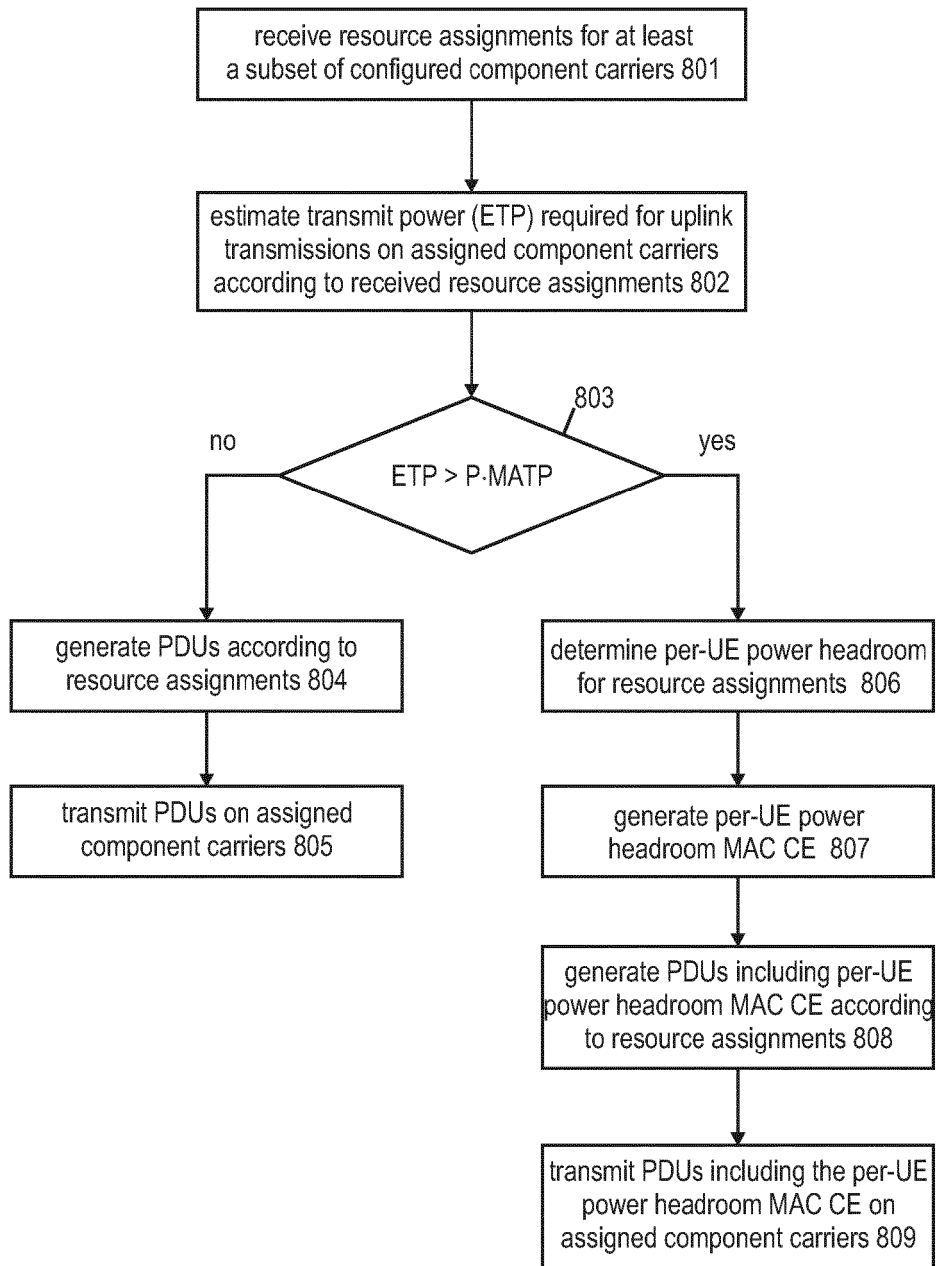 receive resource assignments for at least
a subset of configured component carriers 801
estimate transmit power (ETP) required for uplink
transmissions on assigned component carriers
according to received resource assignments 802
803
no
yes
ETP > P·MATP
generate PDUs according to
resource assignments 804
determine per-UE power headroom
for resource assignments 806
transmit PDUs on assigned
component carriers 805
generate per-UE power
headroom MAC CE 807
generate PDUs including per-UE
power headroom MAC CE according
to resource assignments 808
transmit PDUs including the per-UE
power headroom MAC CE on
assigned component carriers 809